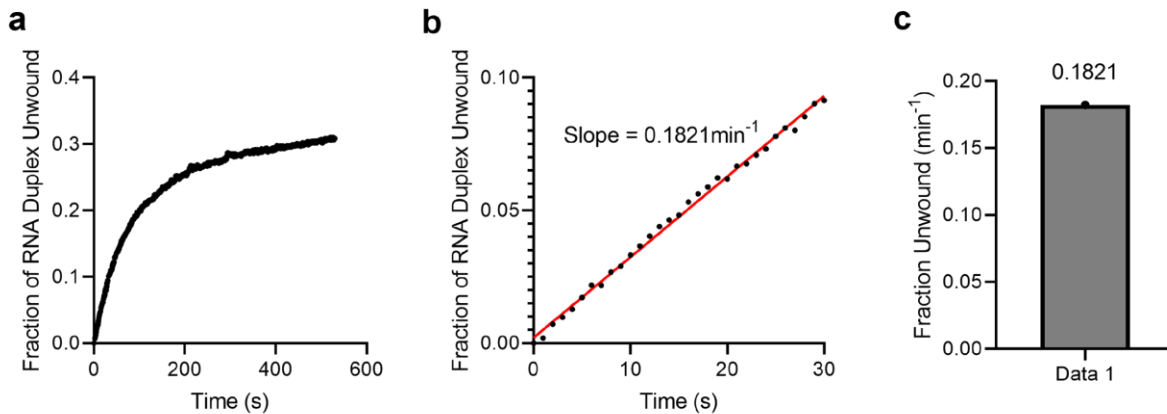 a
Fraction of RNA Duplex Unwound
0.4
0.3
0.2
0.1
0.0
0
200
400
600
Time (s)
b
Fraction of RNA Duplex Unwound
0.10
0.05
0.00
Slope = 0.1821min⁻¹
0
10
20
30
Time (s)
c
Fraction Unwound (min⁻¹)
0.1821
0.20
0.15
0.10
0.05
0.00
Data 1